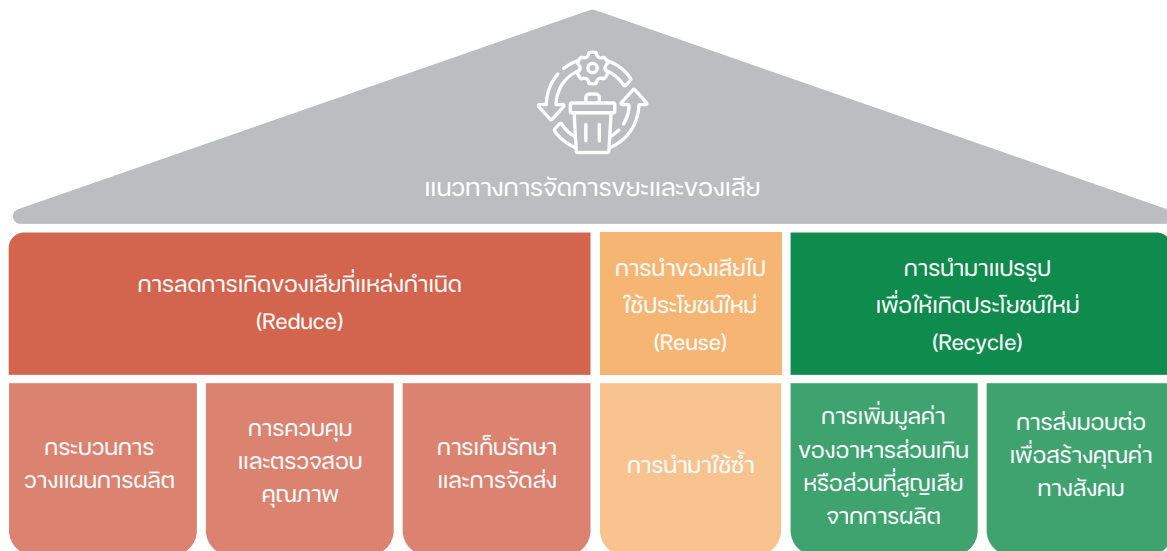 แนวทางการจัดการขยะและของเสีย
การลดการเกิดของเสียที่แหล่งกำเนิด
(Reduce)
การนำของเสียไป
ใช้ประโยชน์ใหม่
(Reuse)
การนำมาแปรรูป
เพื่อให้เกิดประโยชน์ใหม่
(Recycle)
กระบวนการ
วางแผนการผลิต
การควบคุม
และตรวจสอบ
คุณภาพ
การเก็บรักษา
และการจัดส่ง
การนำมาใช้ซ้ำ
การเพิ่มมูลค่า
ของอาหารส่วนเกิน
หรือส่วนที่สูญเสีย
จากการผลิต
การส่งมอบต่อ
เพื่อสร้างคุณค่า
ทางสังคม